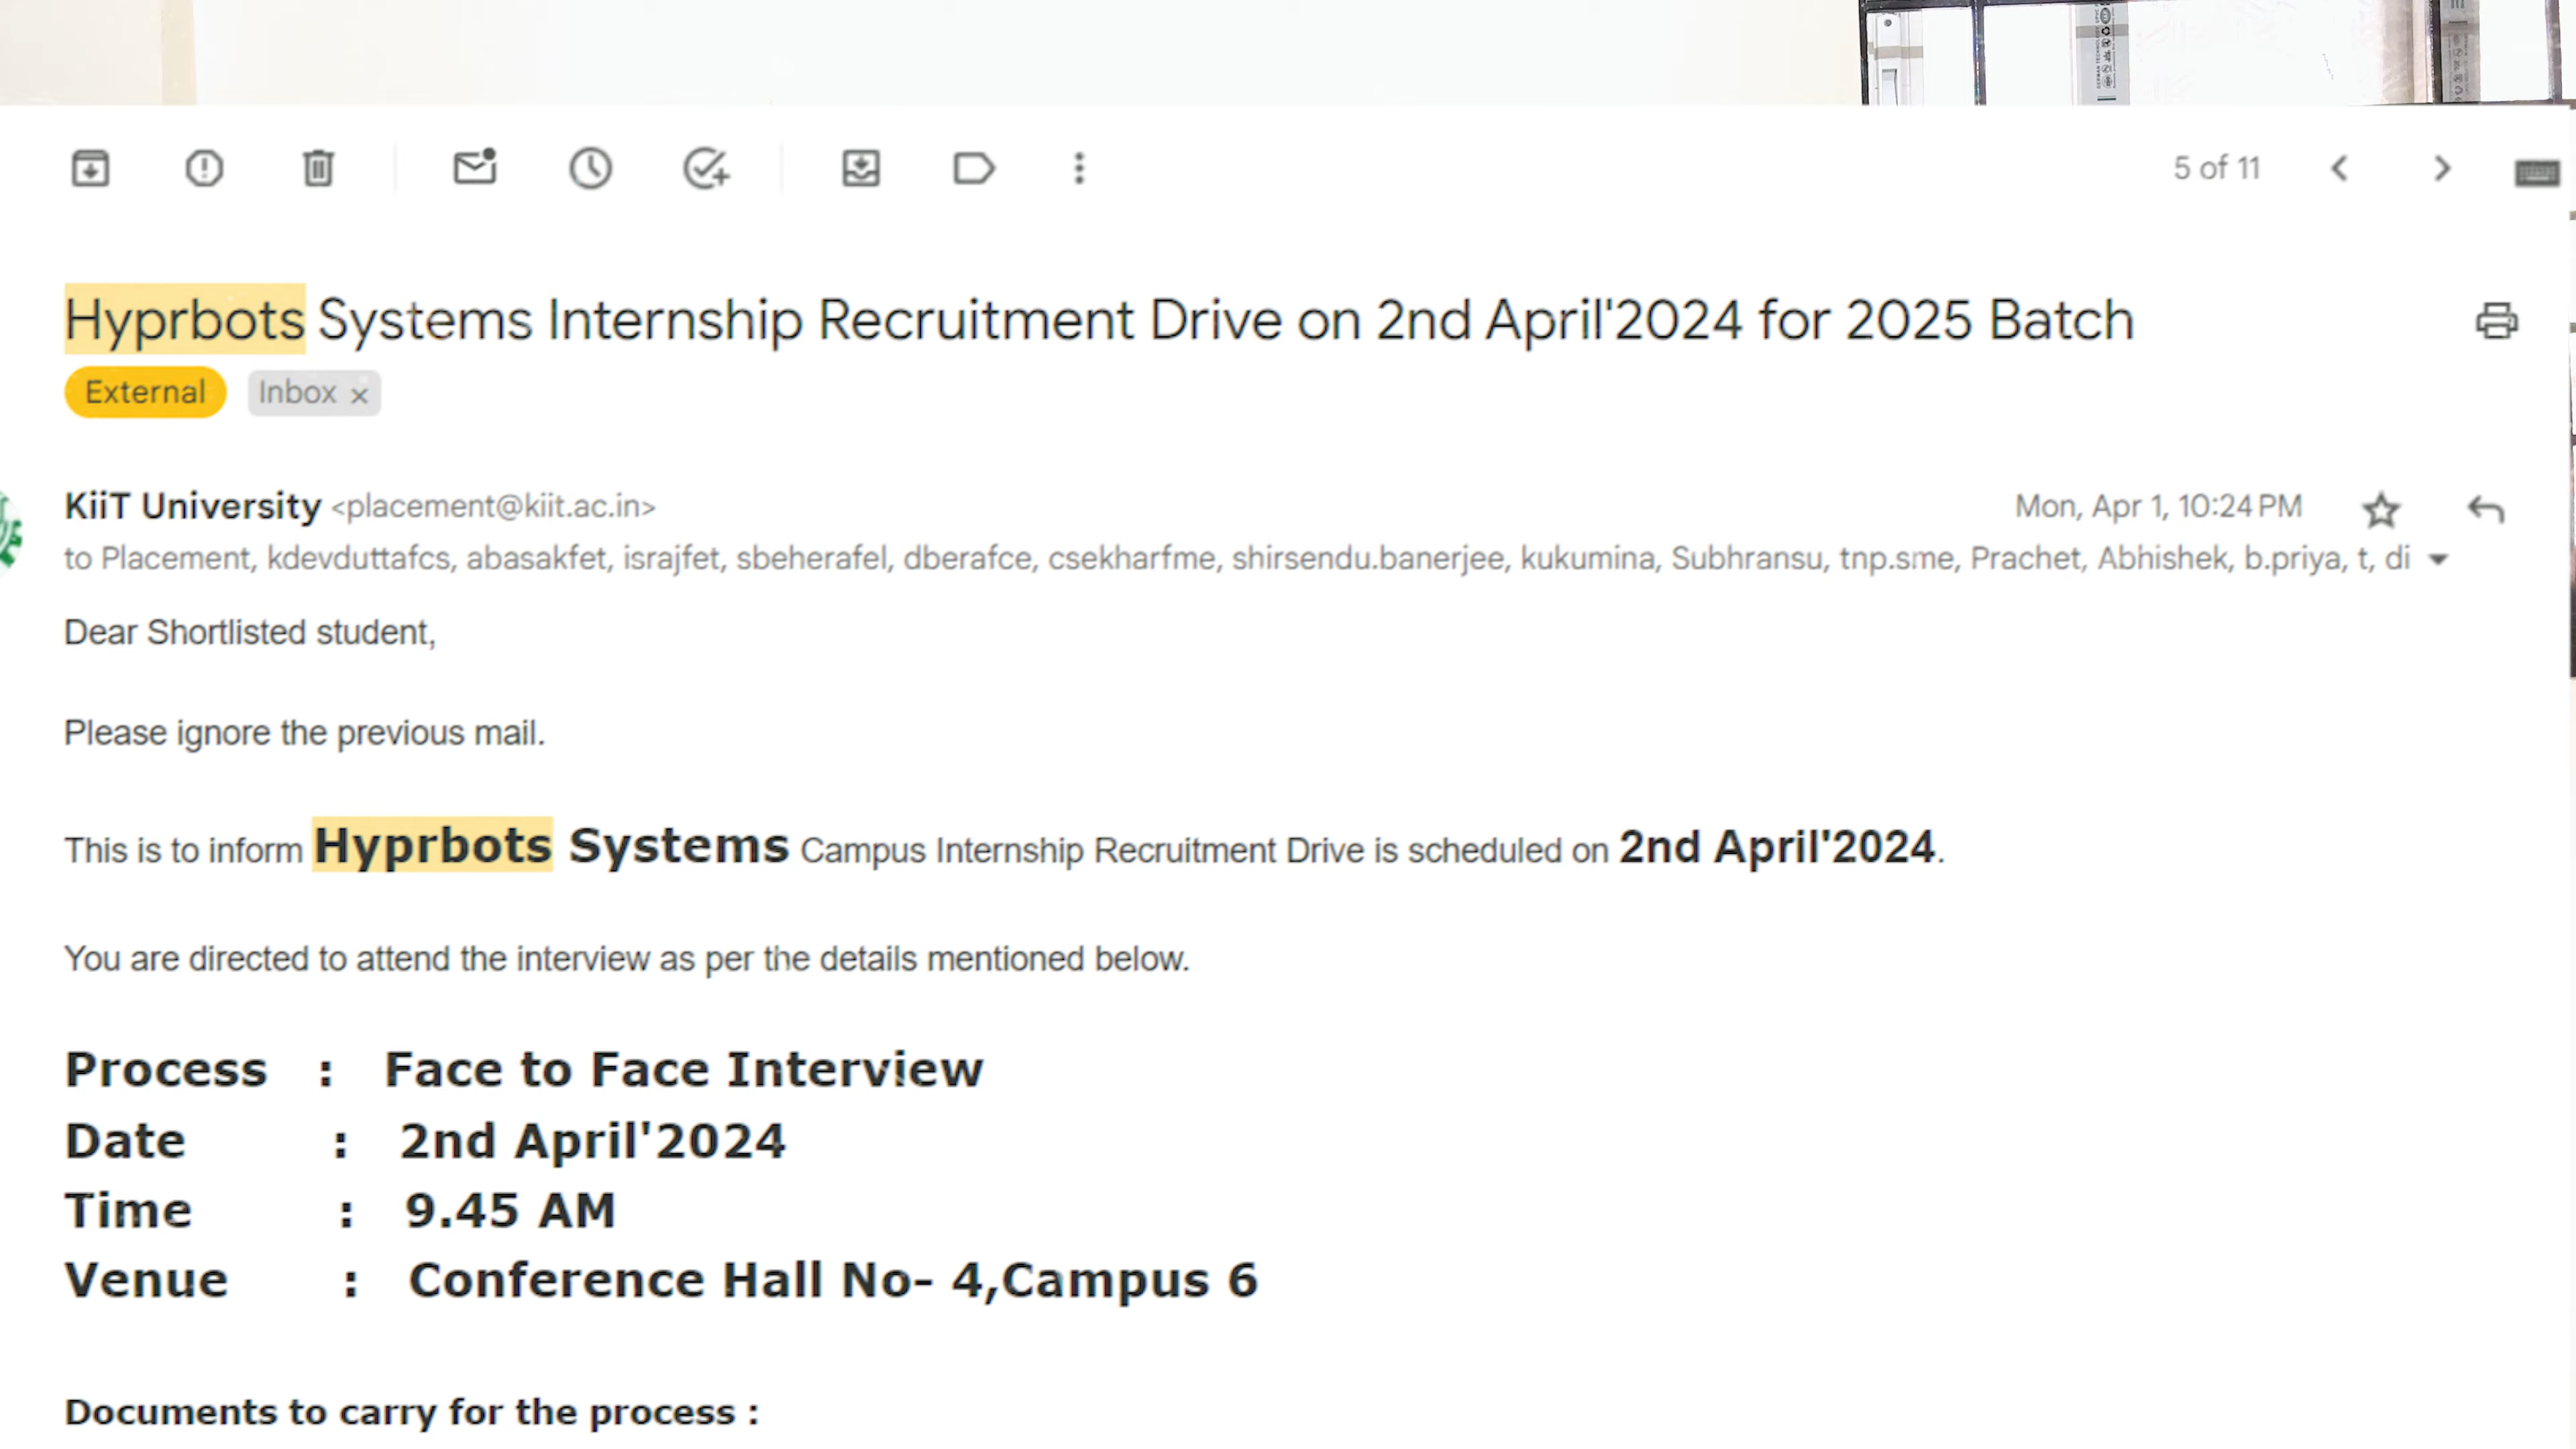 5 of 11
Hyprbots Systems Internship Recruitment Drive on 2nd April'2024 for 2025 Batch
External Inbox ×
KiiT University <placement@kiit.ac.in> Mon, Apr 1, 10:24 PM
to Placement, kdevduttafcs, abasakfet, israjfet, sbeherafel, dberafce, csekharfme, shirsendu.banerjee, kukumina, Subhransu, tnp.sme, Prachet, Abhishek, b.priya, t, di
Dear Shortlisted student,
Please ignore the previous mail.
This is to inform Hyprbots Systems Campus Internship Recruitment Drive is scheduled on 2nd April'2024.
You are directed to attend the interview as per the details mentioned below.
Process : Face to Face Interview
Date : 2nd April'2024
Time : 9.45 AM
Venue : Conference Hall No- 4,Campus 6
Documents to carry for the process :